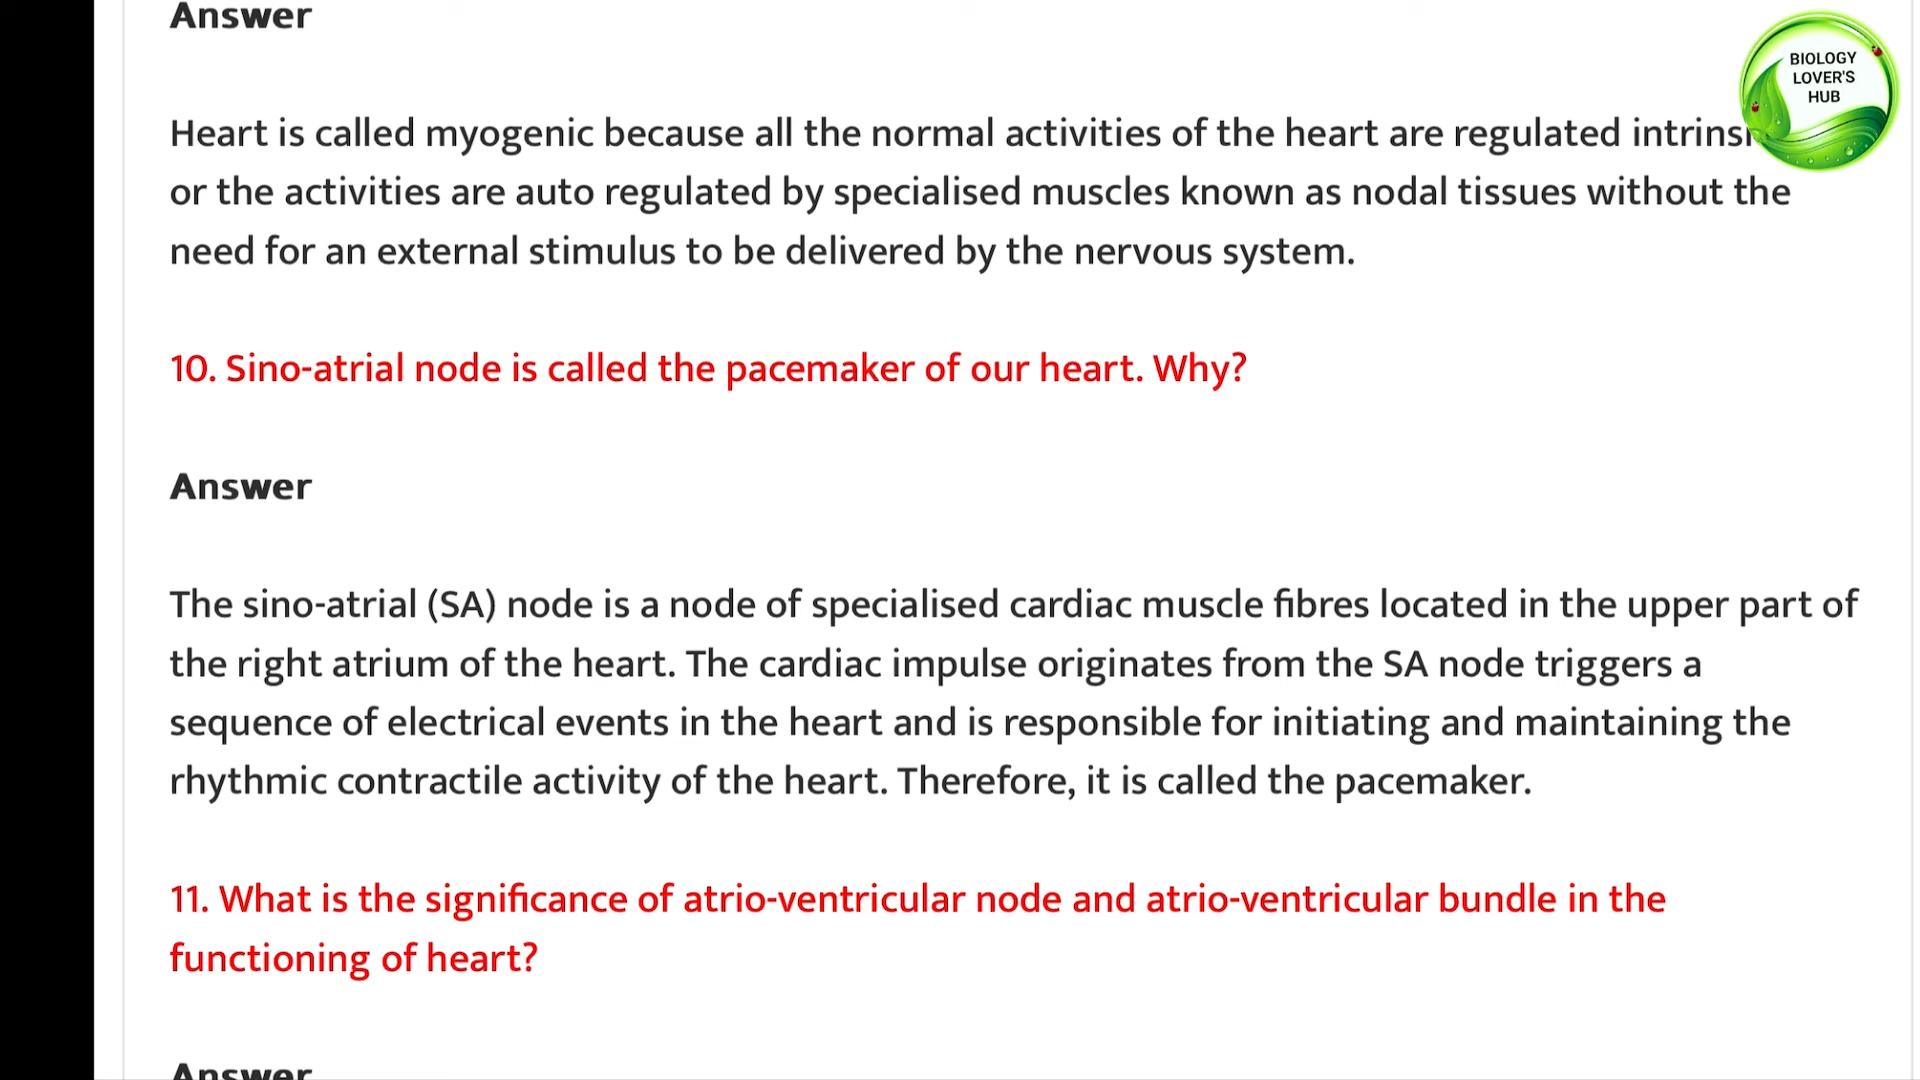 Answer
BIOLOGY
LOVER'S
HUB
Heart is called myogenic because all the normal activities of the heart are regulated
or the activities are auto regulated by specialised muscles known as nodal tissues without the
need for an external stimulus to be delivered by the nervous system.
10. Sino-atrial node is called the pacemaker of our heart. Why?
Answer
The sino-atrial (SA) node is a node of specialised cardiac muscle fibres located in the upper part of
the right atrium of the heart. The cardiac impulse originates from the SA node triggers a
sequence of electrical events in the heart and is responsible for initiating and maintaining the
rhythmic contractile activity of the heart. Therefore, it is called the pacemaker.
11. What is the significance of atrio-ventricular node and atrio-ventricular bundle in the
functioning of heart?
Answer